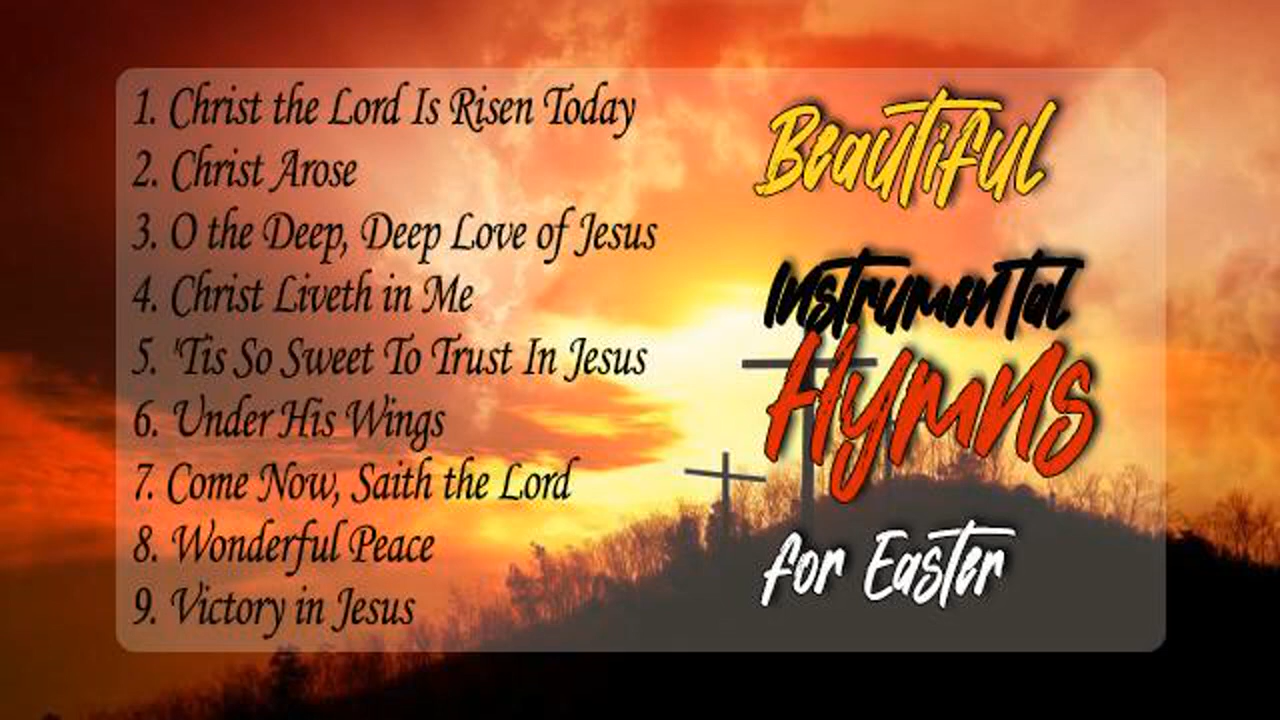 1. Christ the Lord Is Risen Today
2. Christ Arose
3. O the Deep, Deep Love of Jesus
4. Christ Liveth in Me
5. 'Tis So Sweet To Trust In Jesus
6. Under His Wings
7. Come Now, Saith the Lord
8. Wonderful Peace
9. Victory in Jesus
Beautiful
Instrumental
Hymns
for Easter